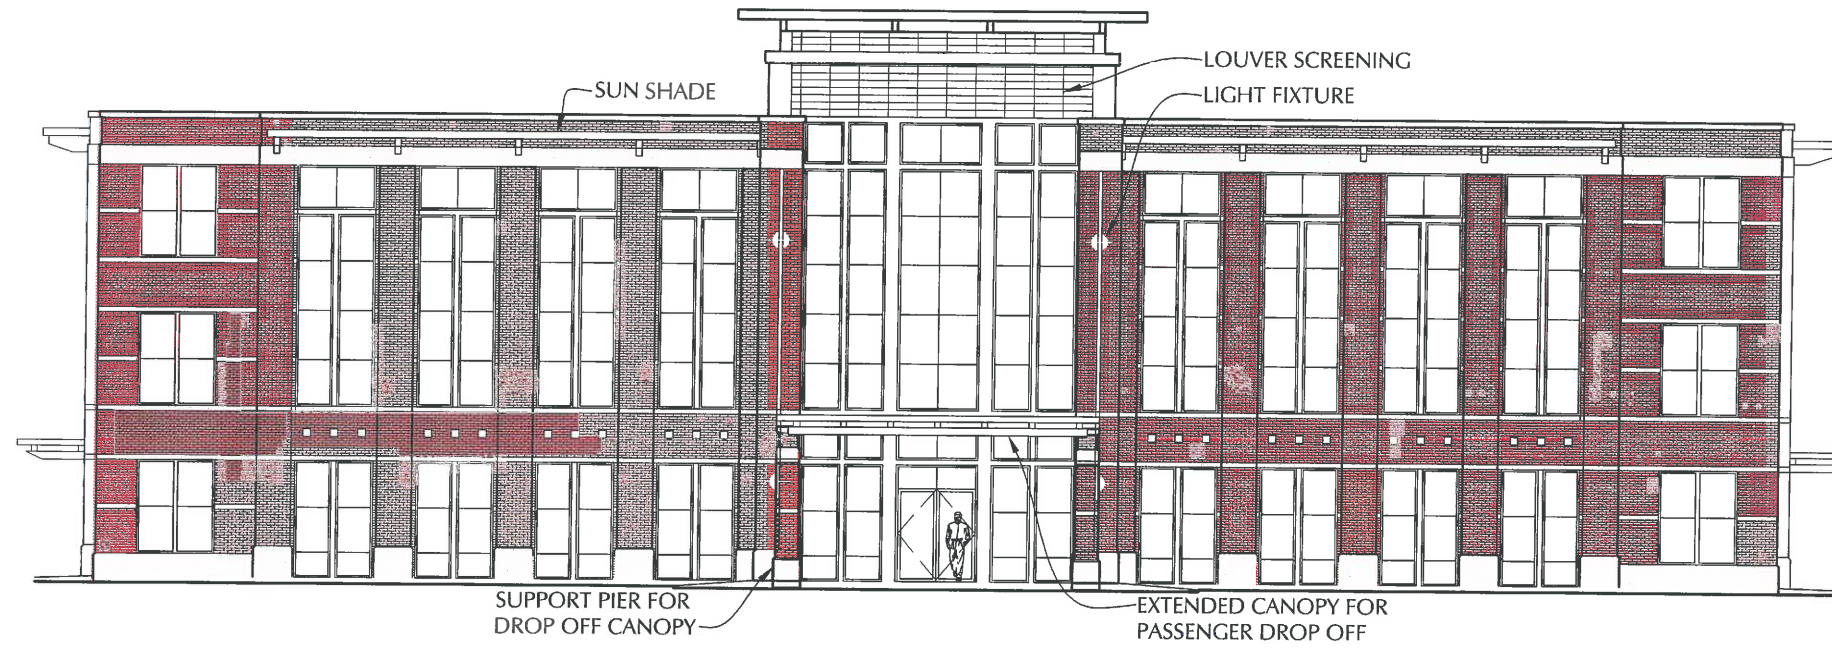 LOUVER SCREENING
SUN SHADE
LIGHT FIXTURE
SUPPORT PIER FOR
DROP OFF CANOPY
EXTENDED CANOPY FOR
PASSENGER DROP OFF